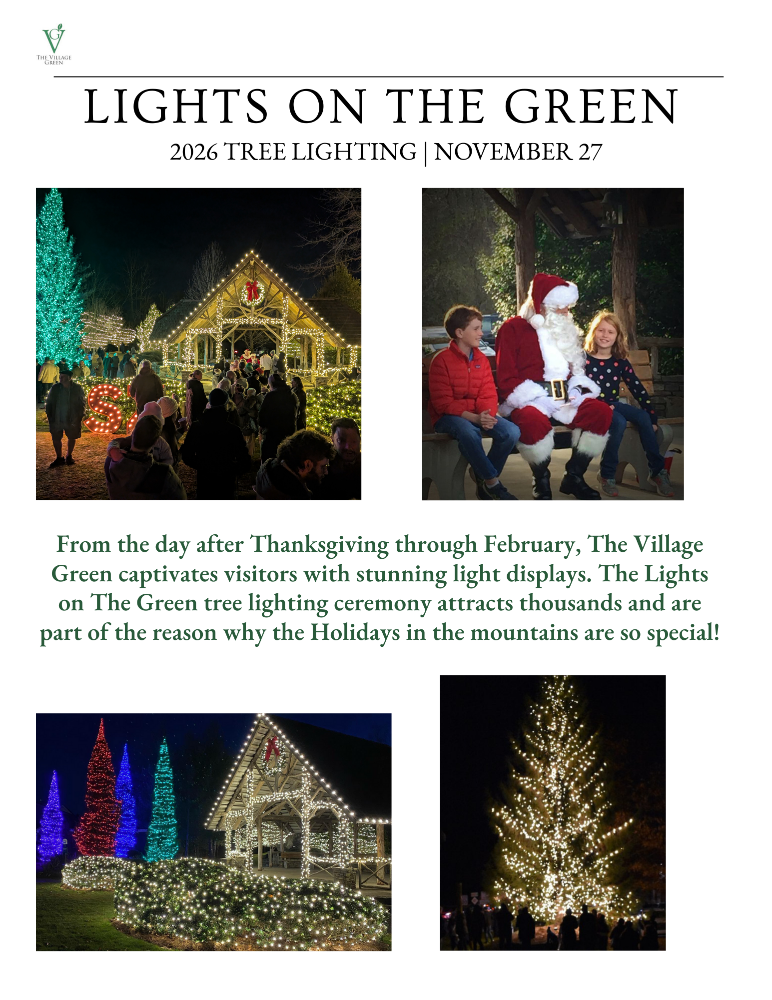 VG
THE VILLAGE
GREEN
LIGHTS ON THE GREEN
2026 TREE LIGHTING | NOVEMBER 27
S
From the day after Thanksgiving through February, The Village
Green captivates visitors with stunning light displays. The Lights
on The Green tree lighting ceremony attracts thousands and are
part of the reason why the Holidays in the mountains are so special!